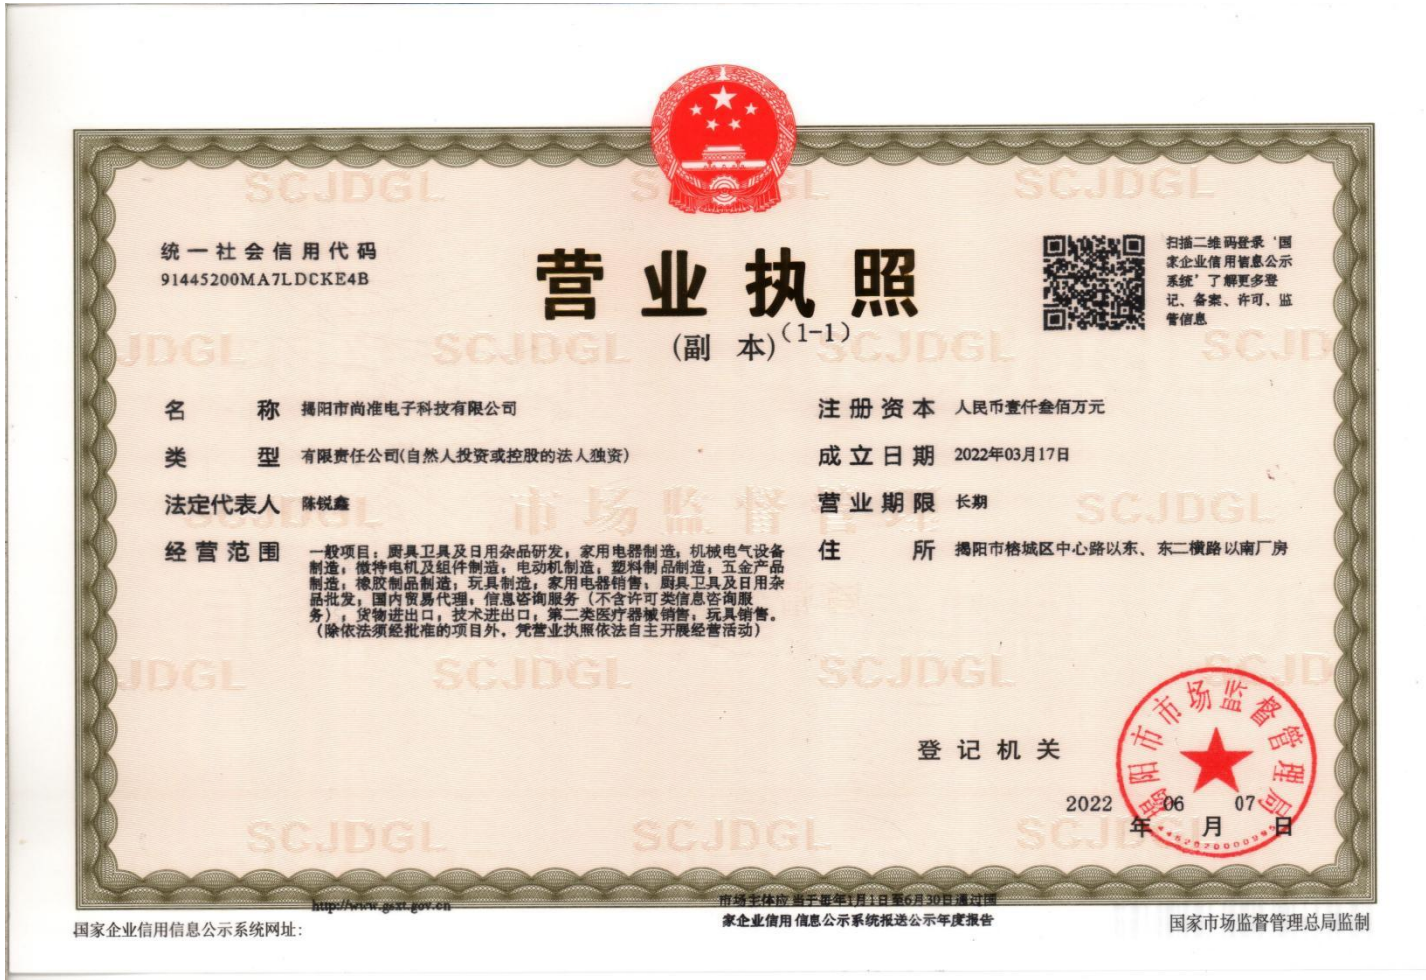 统一社会信用代码
91445200MA7LDCKE4B
营业执照
(副 本)(1-1)
扫描二维码登录‘国
家企业信用信息公示
系统’了解更多登
记、备案、许可、监
管信息
名 称 揭阳市尚准电子科技有限公司
类 型 有限责任公司(自然人投资或控股的法人独资)
法定代表人 陈锐鑫
经营范围 一般项目：厨具卫具及日用杂品研发；家用电器制造；机械电气设备
制造；微特电机及组件制造；电动机制造；塑料制品制造；五金产品
制造；橡胶制品制造；玩具制造；家用电器销售；厨具卫具及日用杂
品批发；国内贸易代理；信息咨询服务（不含许可类信息咨询服
务）；货物进出口；技术进出口；第二类医疗器械销售；玩具销售。
（除依法须经批准的项目外，凭营业执照依法自主开展经营活动）
注册资本 人民币壹仟叁佰万元
成立日期 2022年03月17日
营业期限 长期
住 所 揭阳市榕城区中心路以东、东二横路以南厂房
SCJDGL
市场监督管理
登记机关
揭阳市市场监督管理局
2022 06 07
年 月 日
http://www.gsxt.gov.cn
国家企业信用信息公示系统网址：
市场主体应当于每年1月1日至6月30日通过国
家企业信用信息公示系统报送公示年度报告
国家市场监督管理总局监制